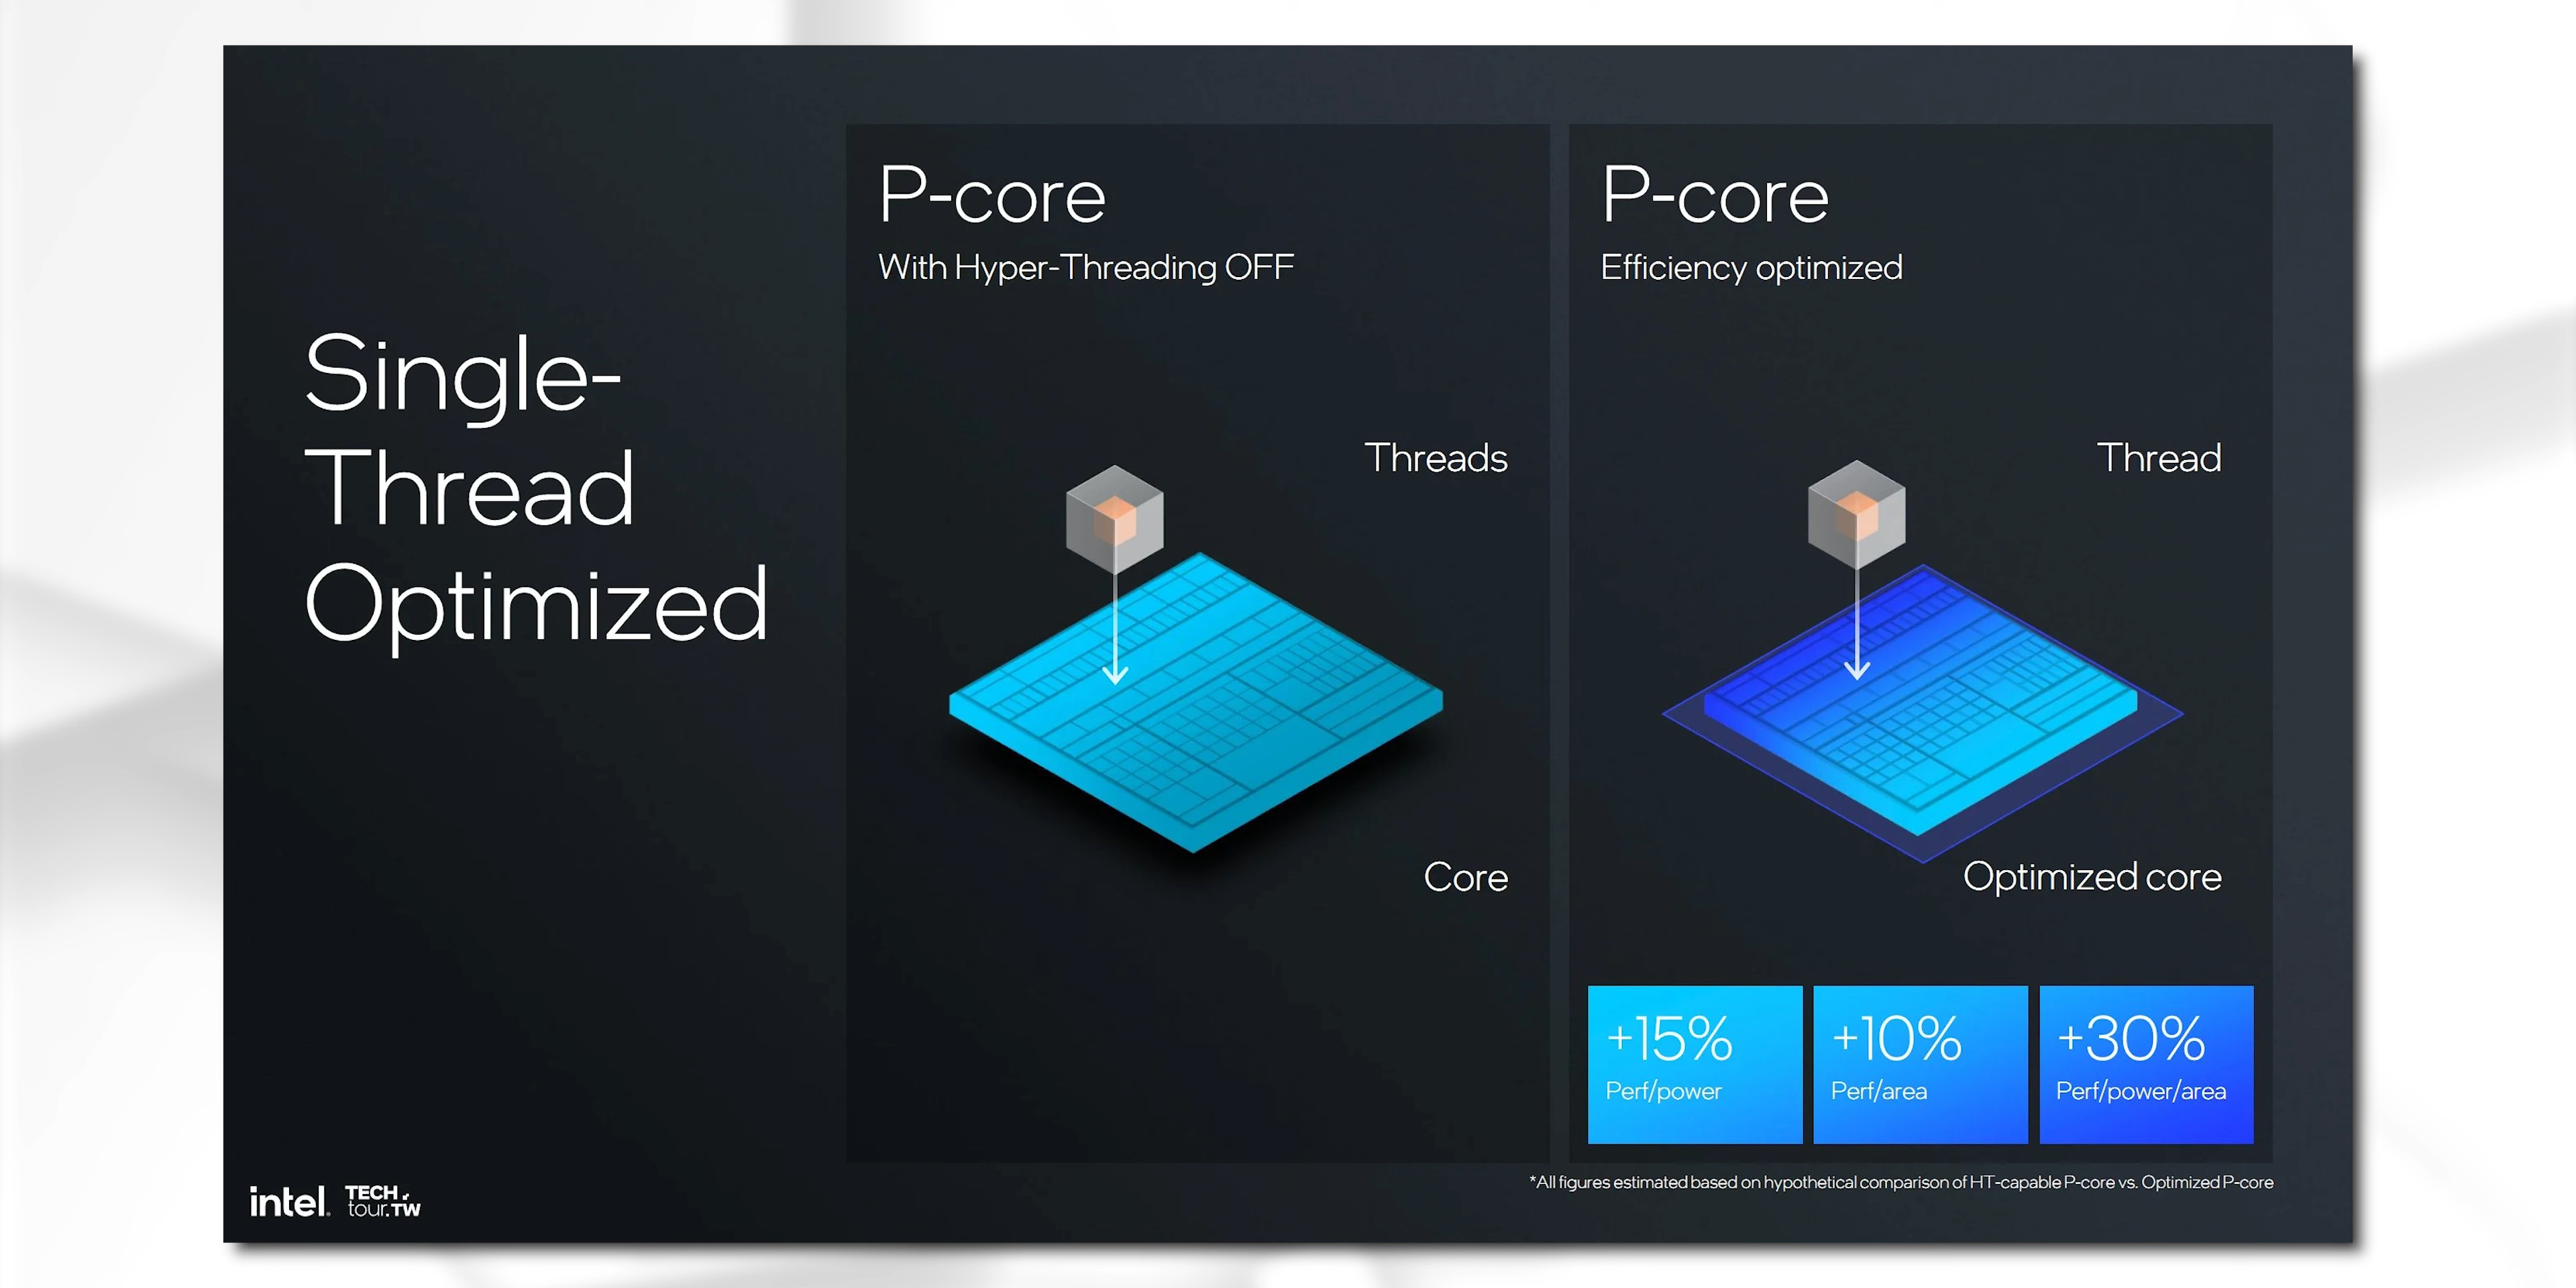 Single-
Thread
Optimized
P-core
With Hyper-Threading OFF
Threads
Core
P-core
Efficiency optimized
Thread
Optimized core
+15%
Perf/power
+10%
Perf/area
+30%
Perf/power/area
*All figures estimated based on hypothetical comparison of HT-capable P-core vs. Optimized P-core
intel.
TECH
tour.TW